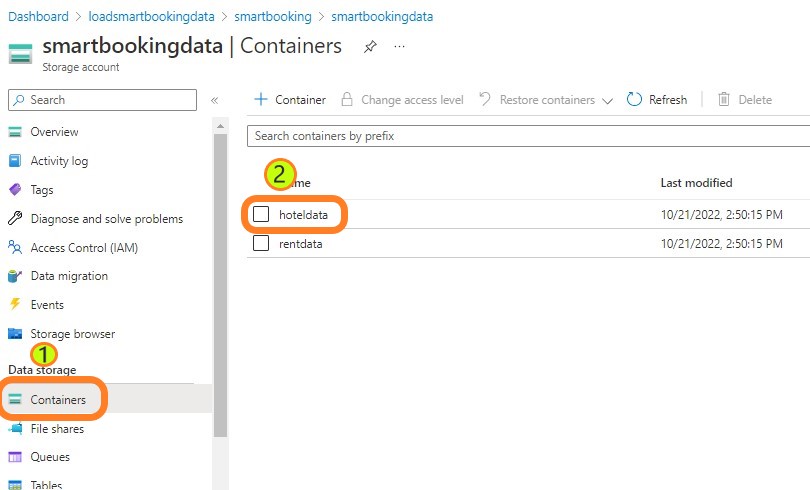 Dashboard > loadsmartbookingdata > smartbooking > smartbookingdata
smartbookingdata | Containers ...
Storage account
Search «
+ Container Change access level Restore containers Refresh Delete
Search containers by prefix
Overview
Activity log
Tags
Diagnose and solve problems
Access Control (IAM)
Data migration
Events
Storage browser
1
Data storage
Containers
File shares
Queues
Tables
2
me Last modified
hoteldata 10/21/2022, 2:50:15 PM
rentdata 10/21/2022, 2:50:15 PM